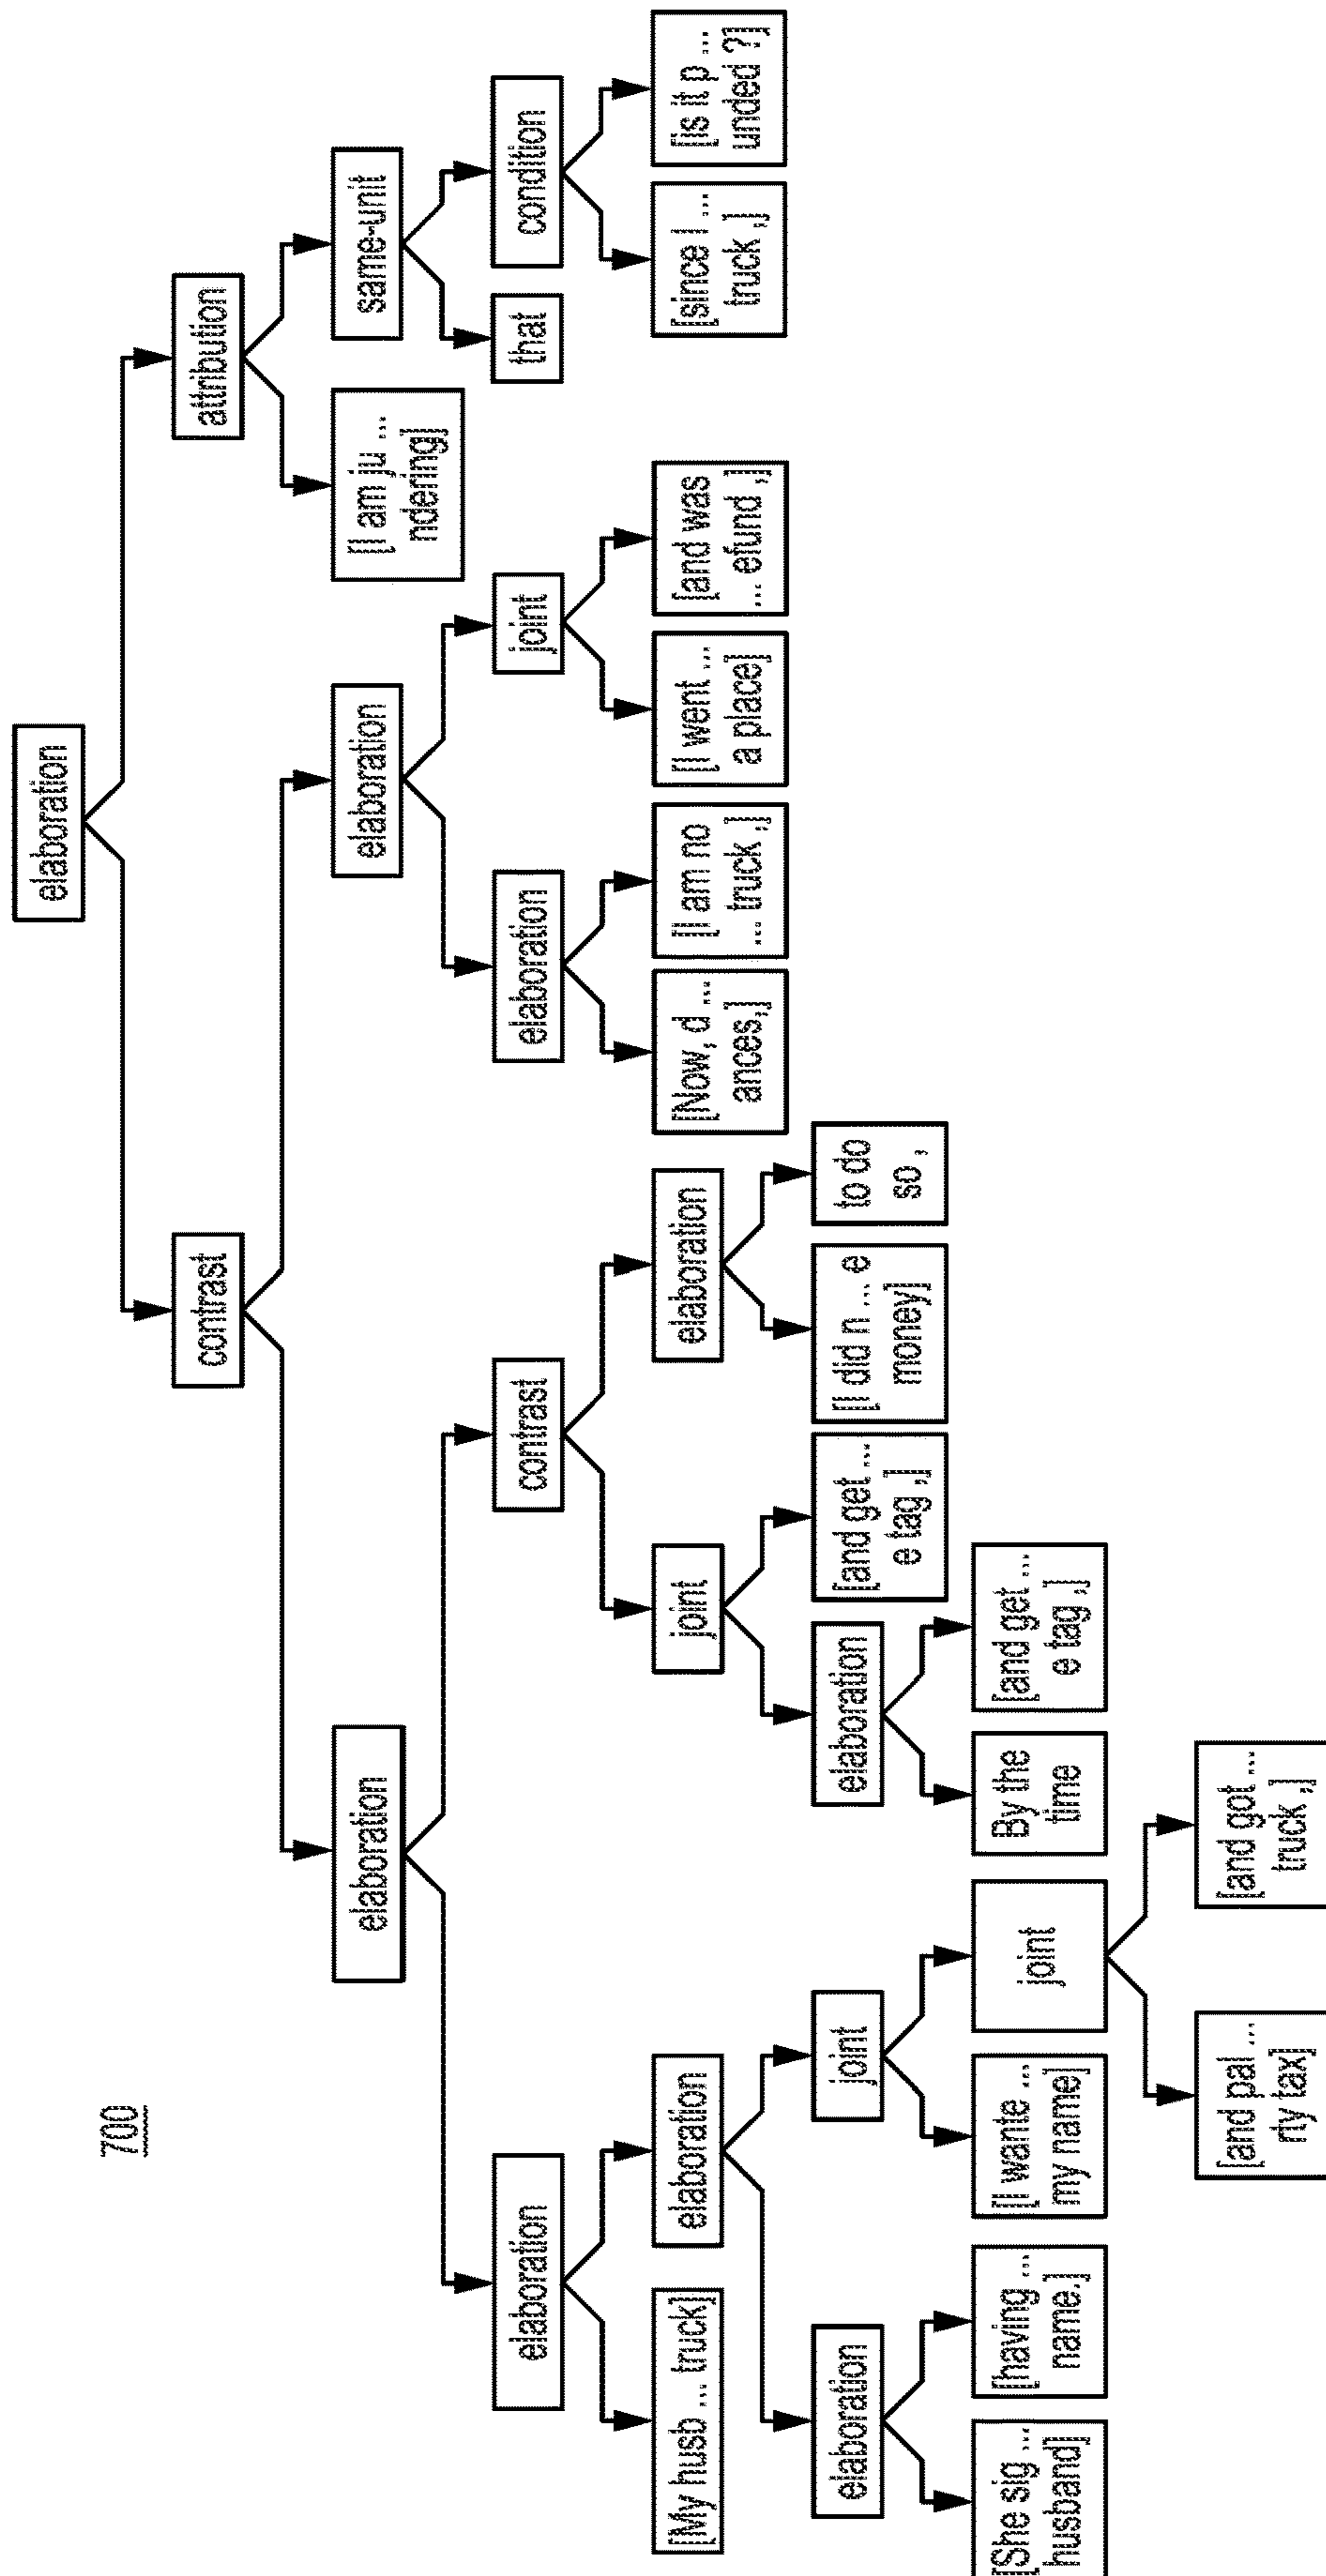 700
elaboration
contrast
attribution
elaboration
elaboration
[I am ju ...
ndering]
same-unit
elaboration
contrast
elaboration
joint
that
condition
[My husb ... truck]
elaboration
joint
elaboration
[Now, d ...
ances,]
[I am no
... truck ,]
[I went ...
a place]
[and was
... efund ,]
[since I ...
truck ,]
[is it p ...
unded ?]
elaboration
joint
elaboration
[and get ...
e tag ,]
[I did n ... e
money]
to do
so ,
[She sig ...
husband]
[having ...
name.]
[I wante ...
my name]
joint
By the
time
[and get ...
e tag ,]
[and pal ...
rty tax]
[and got ...
truck ,]